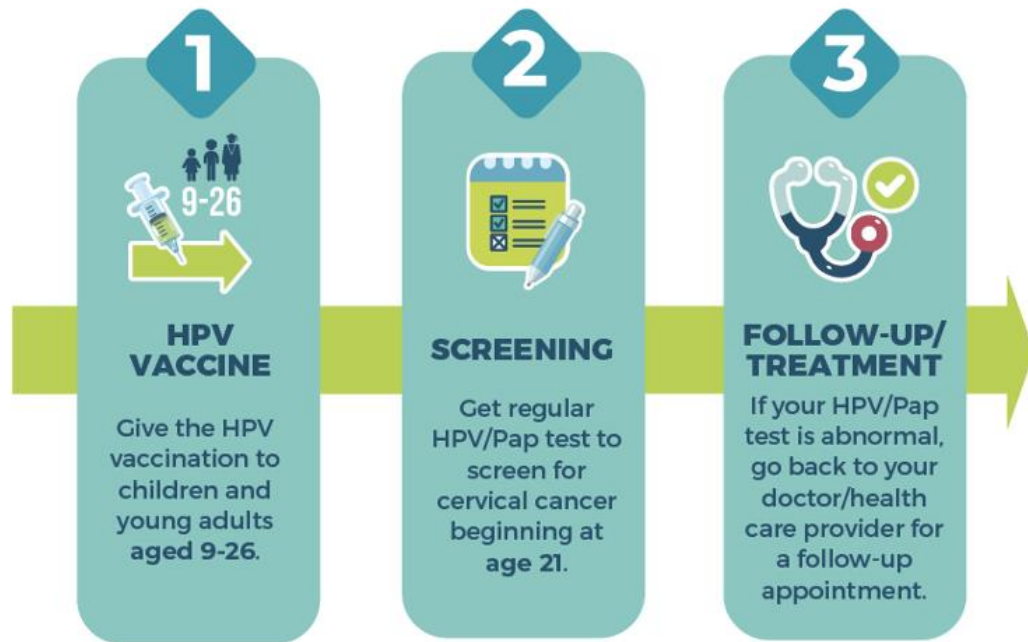 1
9-26
HPV
VACCINE
Give the HPV
vaccination to
children and
young adults
aged 9-26.
2
SCREENING
Get regular
HPV/Pap test to
screen for
cervical cancer
beginning at
age 21.
3
FOLLOW-UP/
TREATMENT
If your HPV/Pap
test is abnormal,
go back to your
doctor/health
care provider for
a follow-up
appointment.